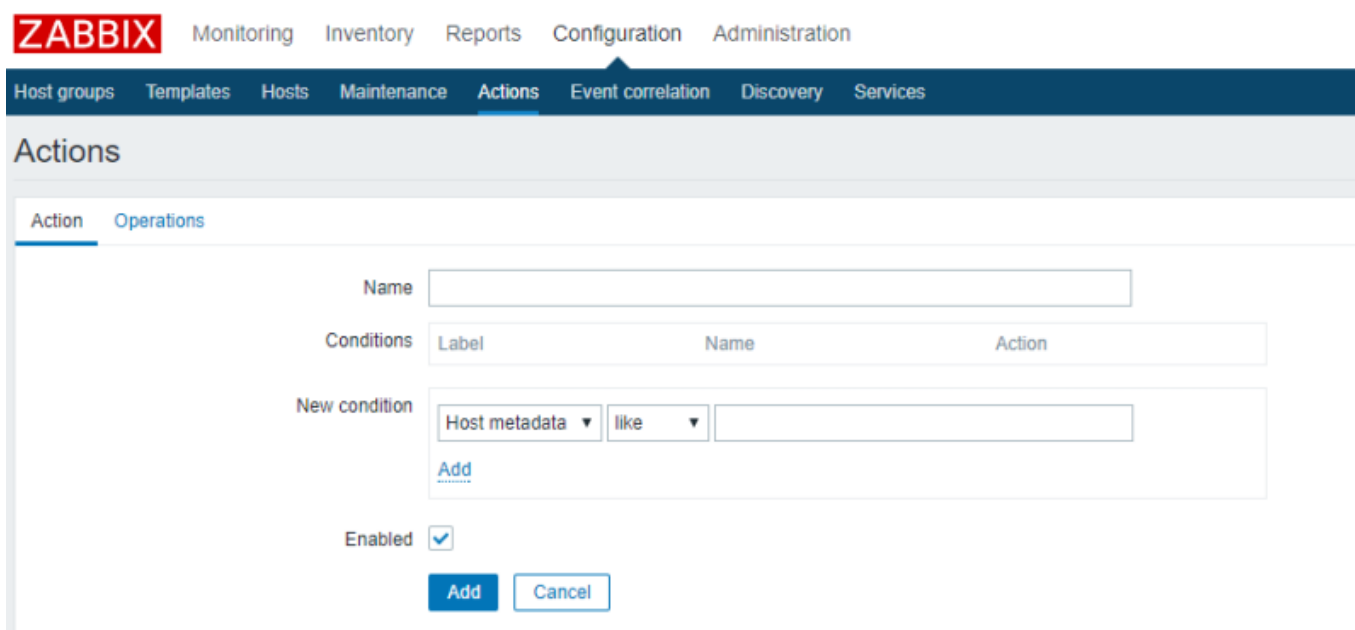 ZABBIX Monitoring Inventory Reports Configuration Administration
Host groups Templates Hosts Maintenance Actions Event correlation Discovery Services
Actions
Action Operations
Name
Conditions Label Name Action
New condition
Host metadata like
Add
Enabled
Add Cancel